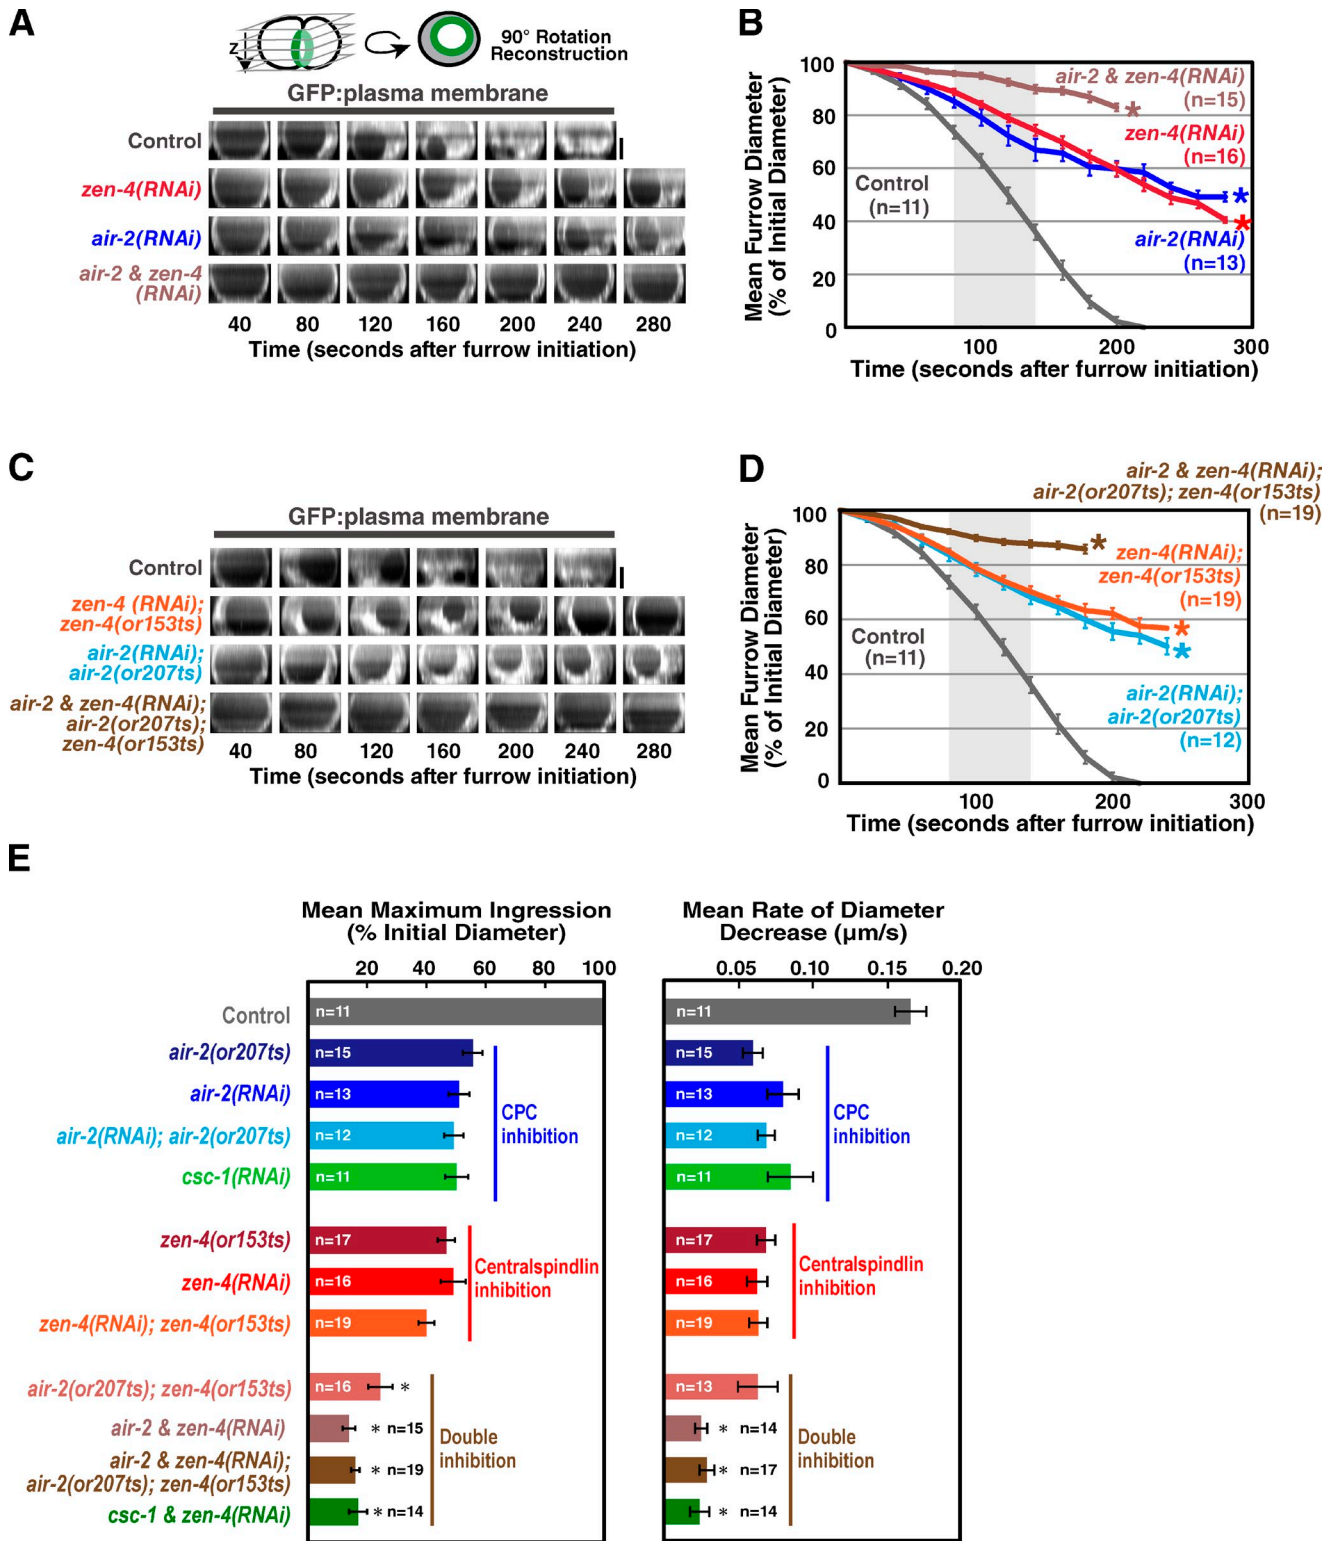 A
z
90° Rotation
Reconstruction
GFP:plasma membrane
Control
zen-4(RNAi)
air-2(RNAi)
air-2 & zen-4
(RNAi)
40 80 120 160 200 240 280
Time (seconds after furrow initiation)
B
Mean Furrow Diameter
(% of Initial Diameter)
100
80
60
40
20
0
air-2 & zen-4(RNAi)
(n=15)
*
zen-4(RNAi)
(n=16)
Control
(n=11)
*
*
air-2(RNAi)
(n=13)
100 200 300
Time (seconds after furrow initiation)
C
GFP:plasma membrane
Control
zen-4 (RNAi);
zen-4(or153ts)
air-2(RNAi);
air-2(or207ts)
air-2 & zen-4(RNAi);
air-2(or207ts);
zen-4(or153ts)
40 80 120 160 200 240 280
Time (seconds after furrow initiation)
D
Mean Furrow Diameter
(% of Initial Diameter)
100
80
60
40
20
0
air-2 & zen-4(RNAi);
air-2(or207ts); zen-4(or153ts)
(n=19)
*
zen-4(RNAi);
zen-4(or153ts)
(n=19)
Control
(n=11)
*
*
air-2(RNAi);
air-2(or207ts)
(n=12)
100 200 300
Time (seconds after furrow initiation)
E
Mean Maximum Ingression
(% Initial Diameter)
20 40 60 80 100
Mean Rate of Diameter
Decrease (µm/s)
0.05 0.10 0.15 0.20
Control n=11 n=11
air-2(or207ts) n=15 n=15
air-2(RNAi) n=13 n=13
air-2(RNAi); air-2(or207ts) n=12 n=12
csc-1(RNAi) n=11 n=11
CPC
inhibition
CPC
inhibition
zen-4(or153ts) n=17 n=17
zen-4(RNAi) n=16 n=16
zen-4(RNAi); zen-4(or153ts) n=19 n=19
Centralspindlin
inhibition
Centralspindlin
inhibition
air-2(or207ts); zen-4(or153ts) n=16 * n=13
air-2 & zen-4(RNAi) * n=15 * n=14
air-2 & zen-4(RNAi);
air-2(or207ts); zen-4(or153ts) * n=19 * n=17
csc-1 & zen-4(RNAi) * n=14 * n=14
Double
inhibition
Double
inhibition